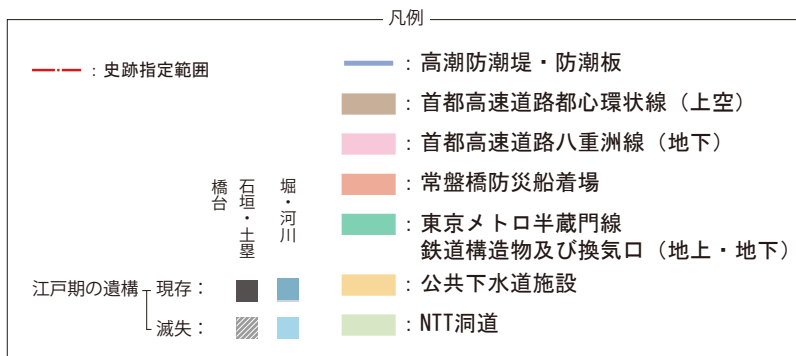 凡例
：史跡指定範囲
橋台
石垣・土塁
堀・河川
江戸期の遺構
現存：
滅失：
：高潮防潮堤・防潮板
：首都高速道路都心環状線（上空）
：首都高速道路八重洲線（地下）
：常盤橋防災船着場
：東京メトロ半蔵門線
鉄道構造物及び換気口（地上・地下）
：公共下水道施設
：NTT洞道